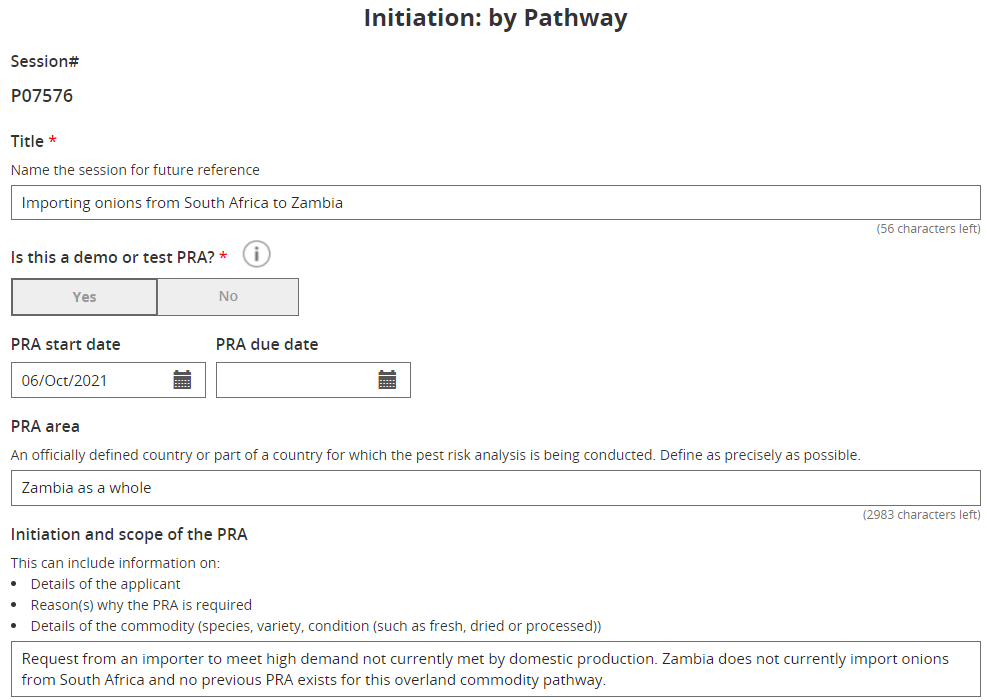 Initiation: by Pathway
Session#
P07576
Title *
Name the session for future reference
Importing onions from South Africa to Zambia
(56 characters left)
Is this a demo or test PRA? *
Yes No
PRA start date PRA due date
06/Oct/2021
PRA area
An officially defined country or part of a country for which the pest risk analysis is being conducted. Define as precisely as possible.
Zambia as a whole
(2983 characters left)
Initiation and scope of the PRA
This can include information on:
• Details of the applicant
• Reason(s) why the PRA is required
• Details of the commodity (species, variety, condition (such as fresh, dried or processed))
Request from an importer to meet high demand not currently met by domestic production. Zambia does not currently import onions
from South Africa and no previous PRA exists for this overland commodity pathway.